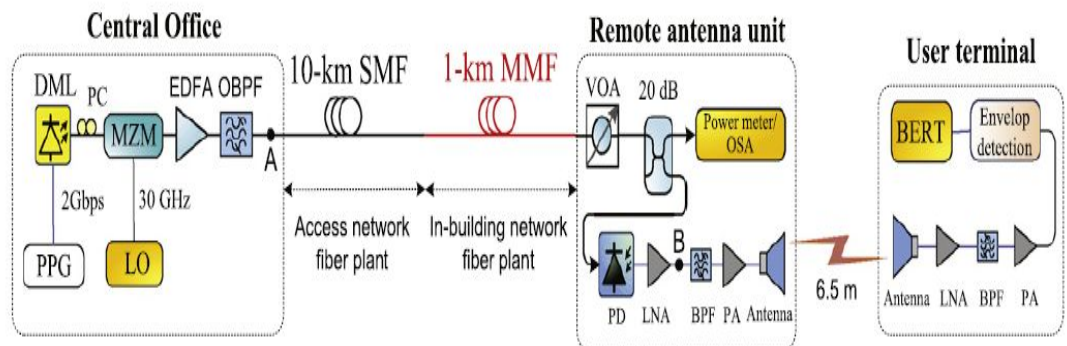 Central Office
DML
PC
MZM
EDFA OBPF
A
2Gbps
30 GHz
PPG
LO
10-km SMF
1-km MMF
Access network
fiber plant
In-building network
fiber plant
Remote antenna unit
VOA
20 dB
Power meter/
OSA
B
PD
LNA
BPF
PA
Antenna
6.5 m
User terminal
BERT
Envelop
detection
Antenna
LNA
BPF
PA